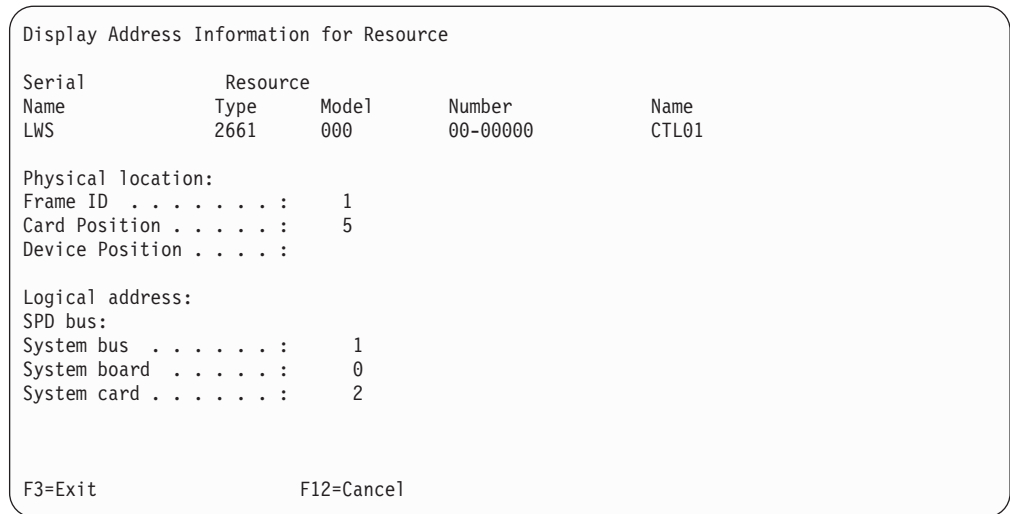 Display Address Information for Resource
Serial Resource
Name Type Model Number Name
LWS 2661 000 00-00000 CTL01
Physical location:
Frame ID . . . . . . . : 1
Card Position . . . . . : 5
Device Position . . . . :
Logical address:
SPD bus:
System bus . . . . . . : 1
System board . . . . . : 0
System card . . . . . . : 2
F3=Exit F12=Cancel